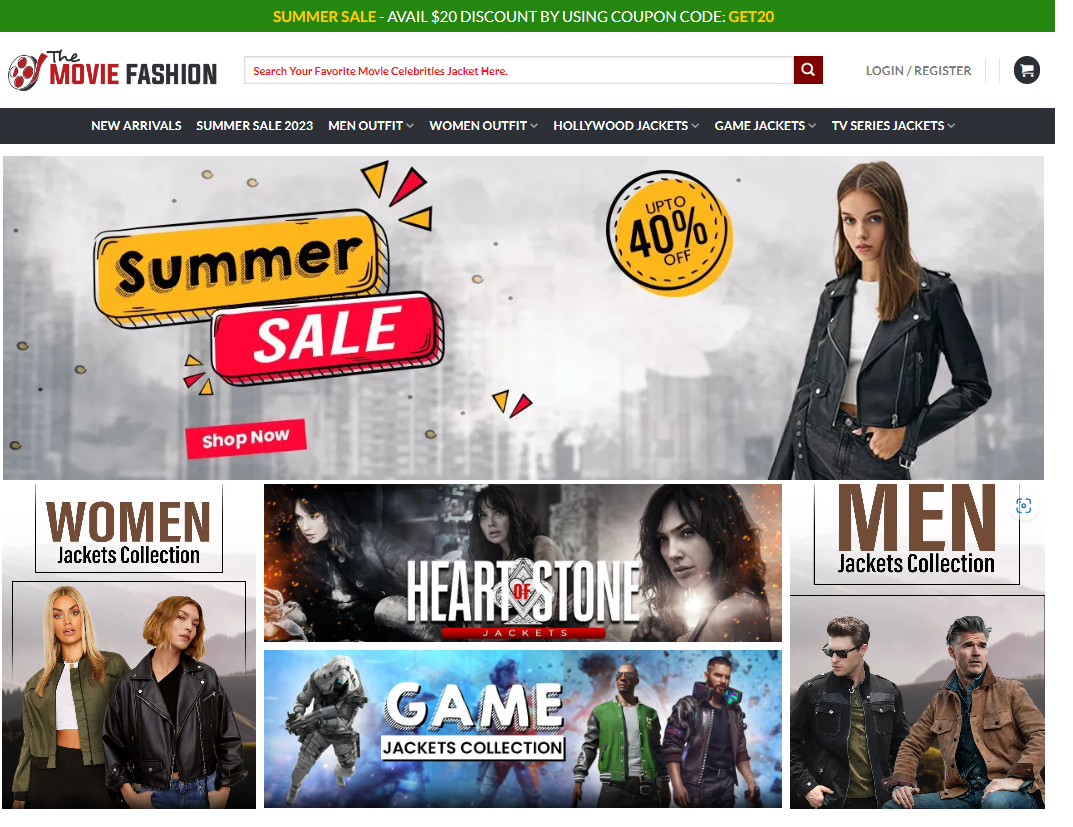 SUMMER SALE - AVAIL $20 DISCOUNT BY USING COUPON CODE: GET20
The
MOVIE FASHION
Search Your Favorite Movie Celebrities Jacket Here.
LOGIN / REGISTER
NEW ARRIVALS SUMMER SALE 2023 MEN OUTFIT WOMEN OUTFIT HOLLYWOOD JACKETS GAME JACKETS TV SERIES JACKETS
Summer
SALE
Shop Now
UPTO
40%
OFF
WOMEN
Jackets Collection
HEART OF STONE
JACKETS
GAME
JACKETS COLLECTION
MEN
Jackets Collection